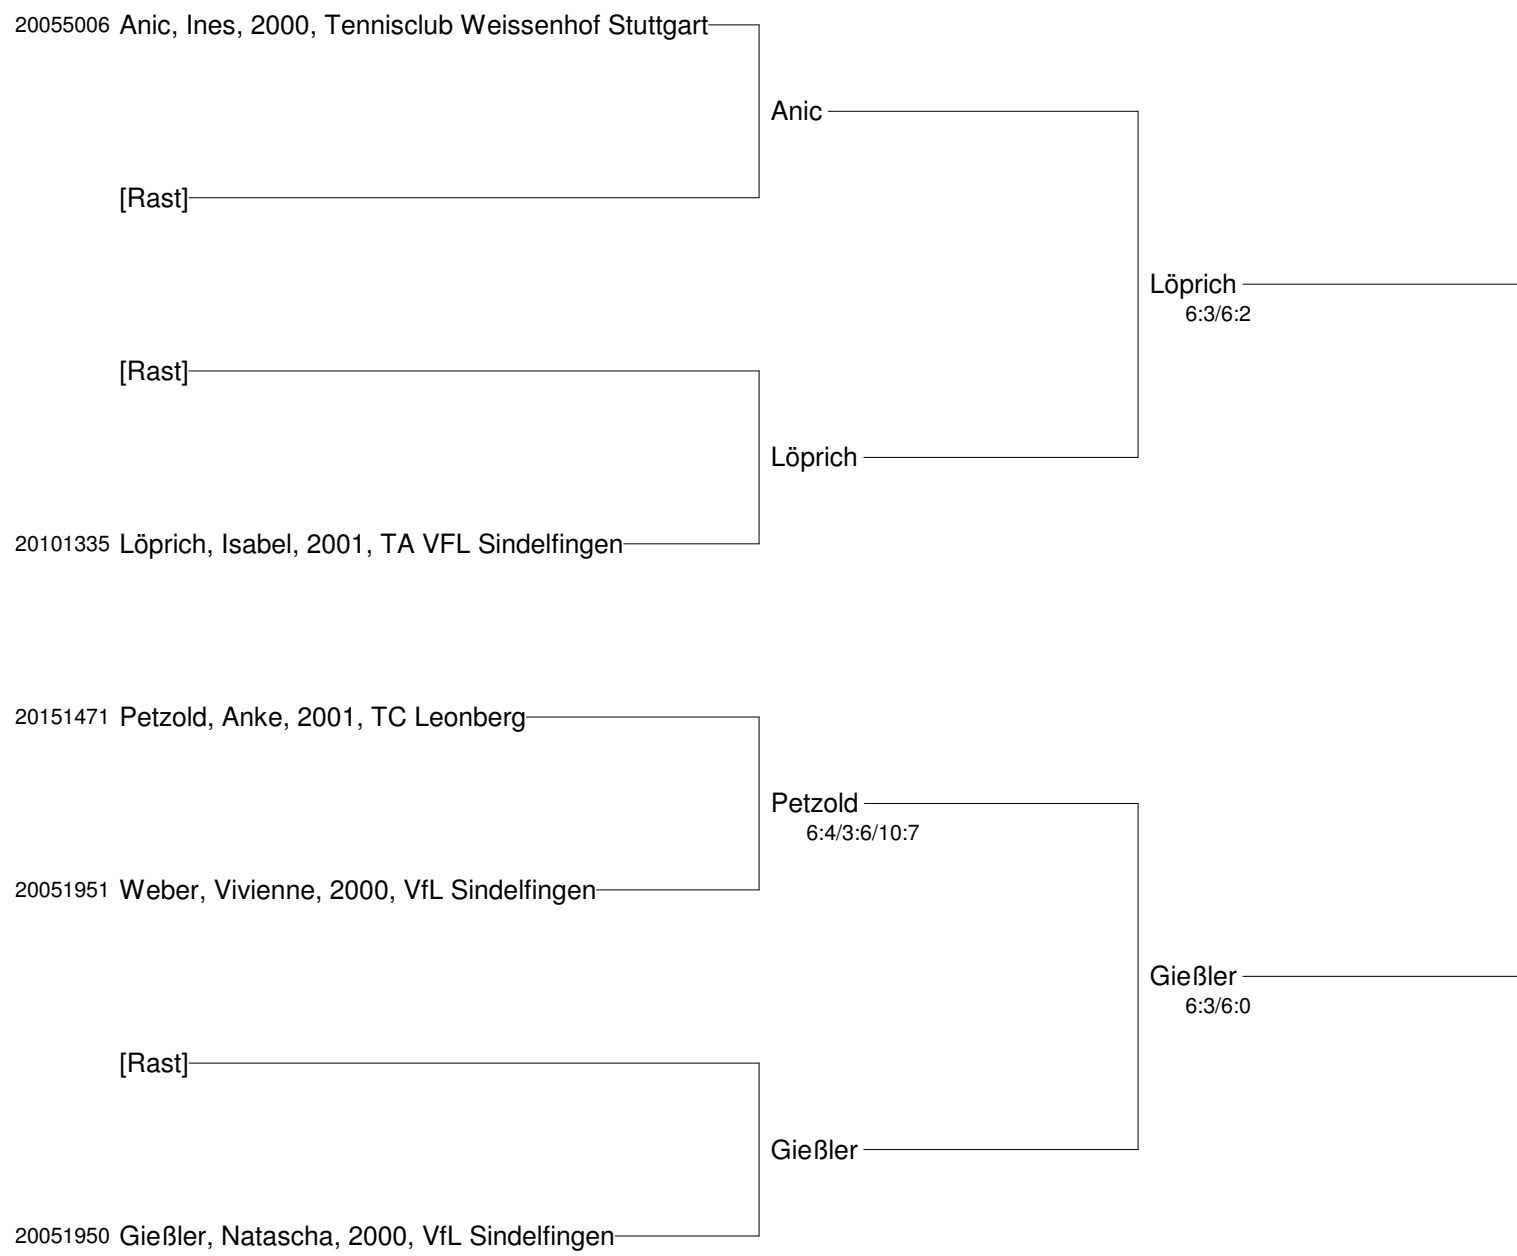 20055006 Anic, Ines, 2000, Tennisclub Weissenhof Stuttgart
Anic
[Rast]
Löprich
6:3/6:2
[Rast]
Löprich
20101335 Löprich, Isabel, 2001, TA VFL Sindelfingen
20151471 Petzold, Anke, 2001, TC Leonberg
Petzold
6:4/3:6/10:7
20051951 Weber, Vivienne, 2000, VfL Sindelfingen
Gießler
6:3/6:0
[Rast]
Gießler
20051950 Gießler, Natascha, 2000, VfL Sindelfingen